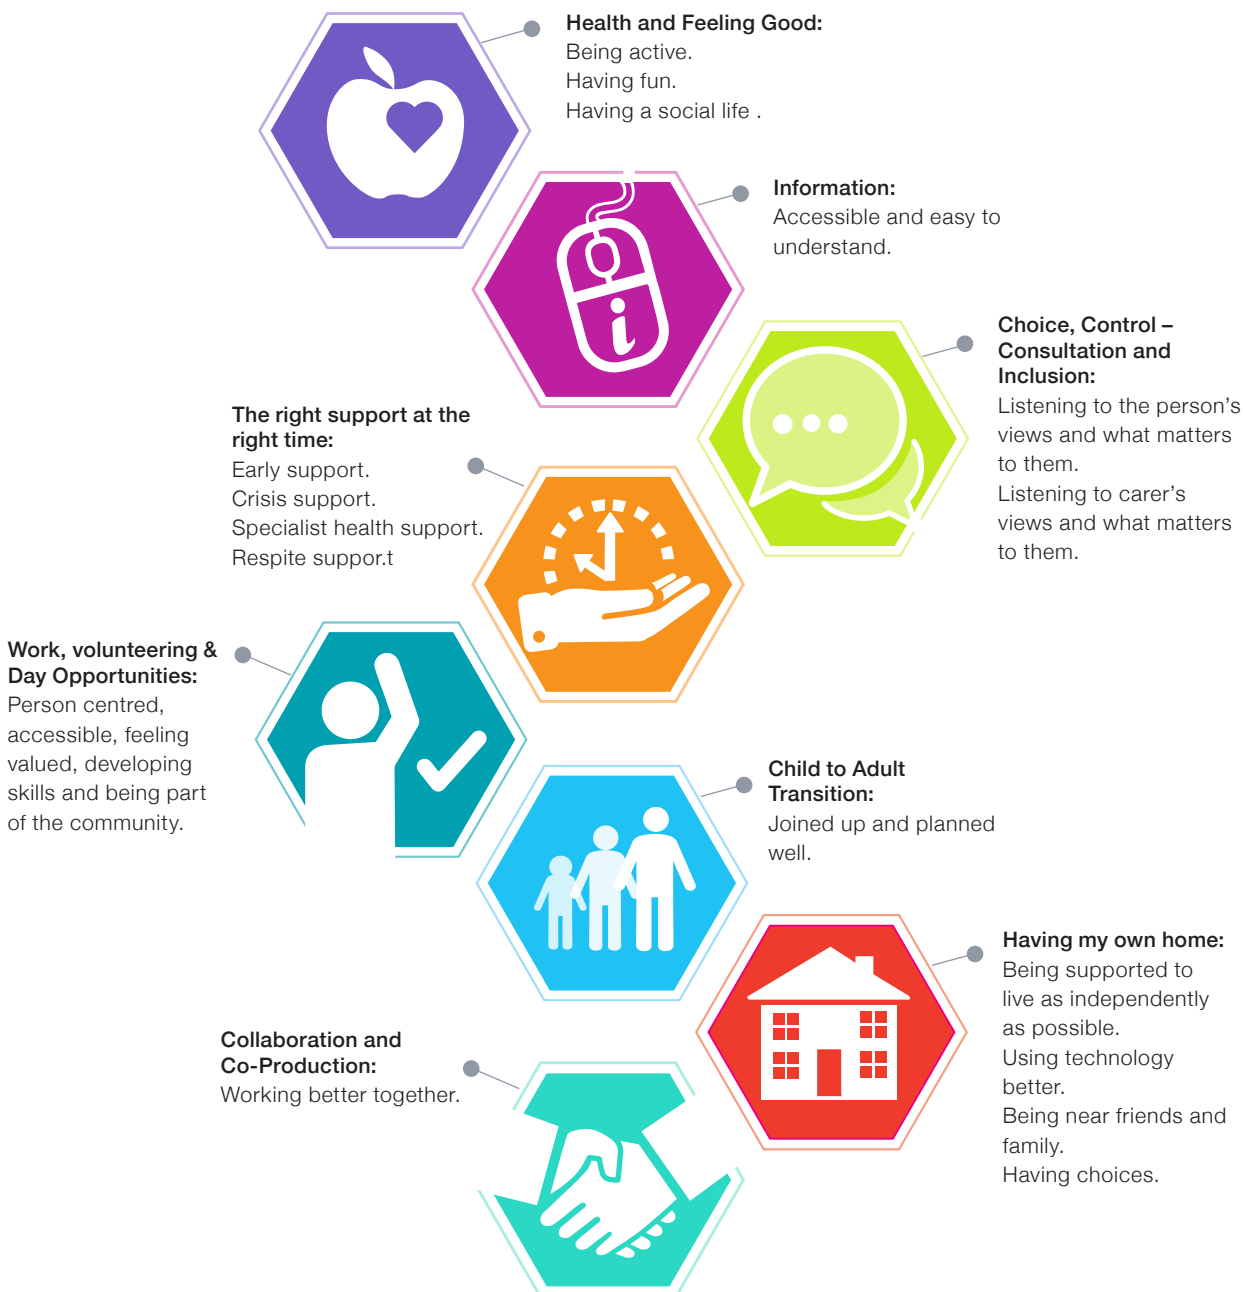 Health and Feeling Good:
Being active.
Having fun.
Having a social life .
Information:
Accessible and easy to
understand.
Choice, Control –
Consultation and
Inclusion:
Listening to the person's
views and what matters
to them.
Listening to carer's
views and what matters
to them.
The right support at the
right time:
Early support.
Crisis support.
Specialist health support.
Respite suppor.t
Work, volunteering &
Day Opportunities:
Person centred,
accessible, feeling
valued, developing
skills and being part
of the community.
Child to Adult
Transition:
Joined up and planned
well.
Having my own home:
Being supported to
live as independently
as possible.
Using technology
better.
Being near friends and
family.
Having choices.
Collaboration and
Co-Production:
Working better together.